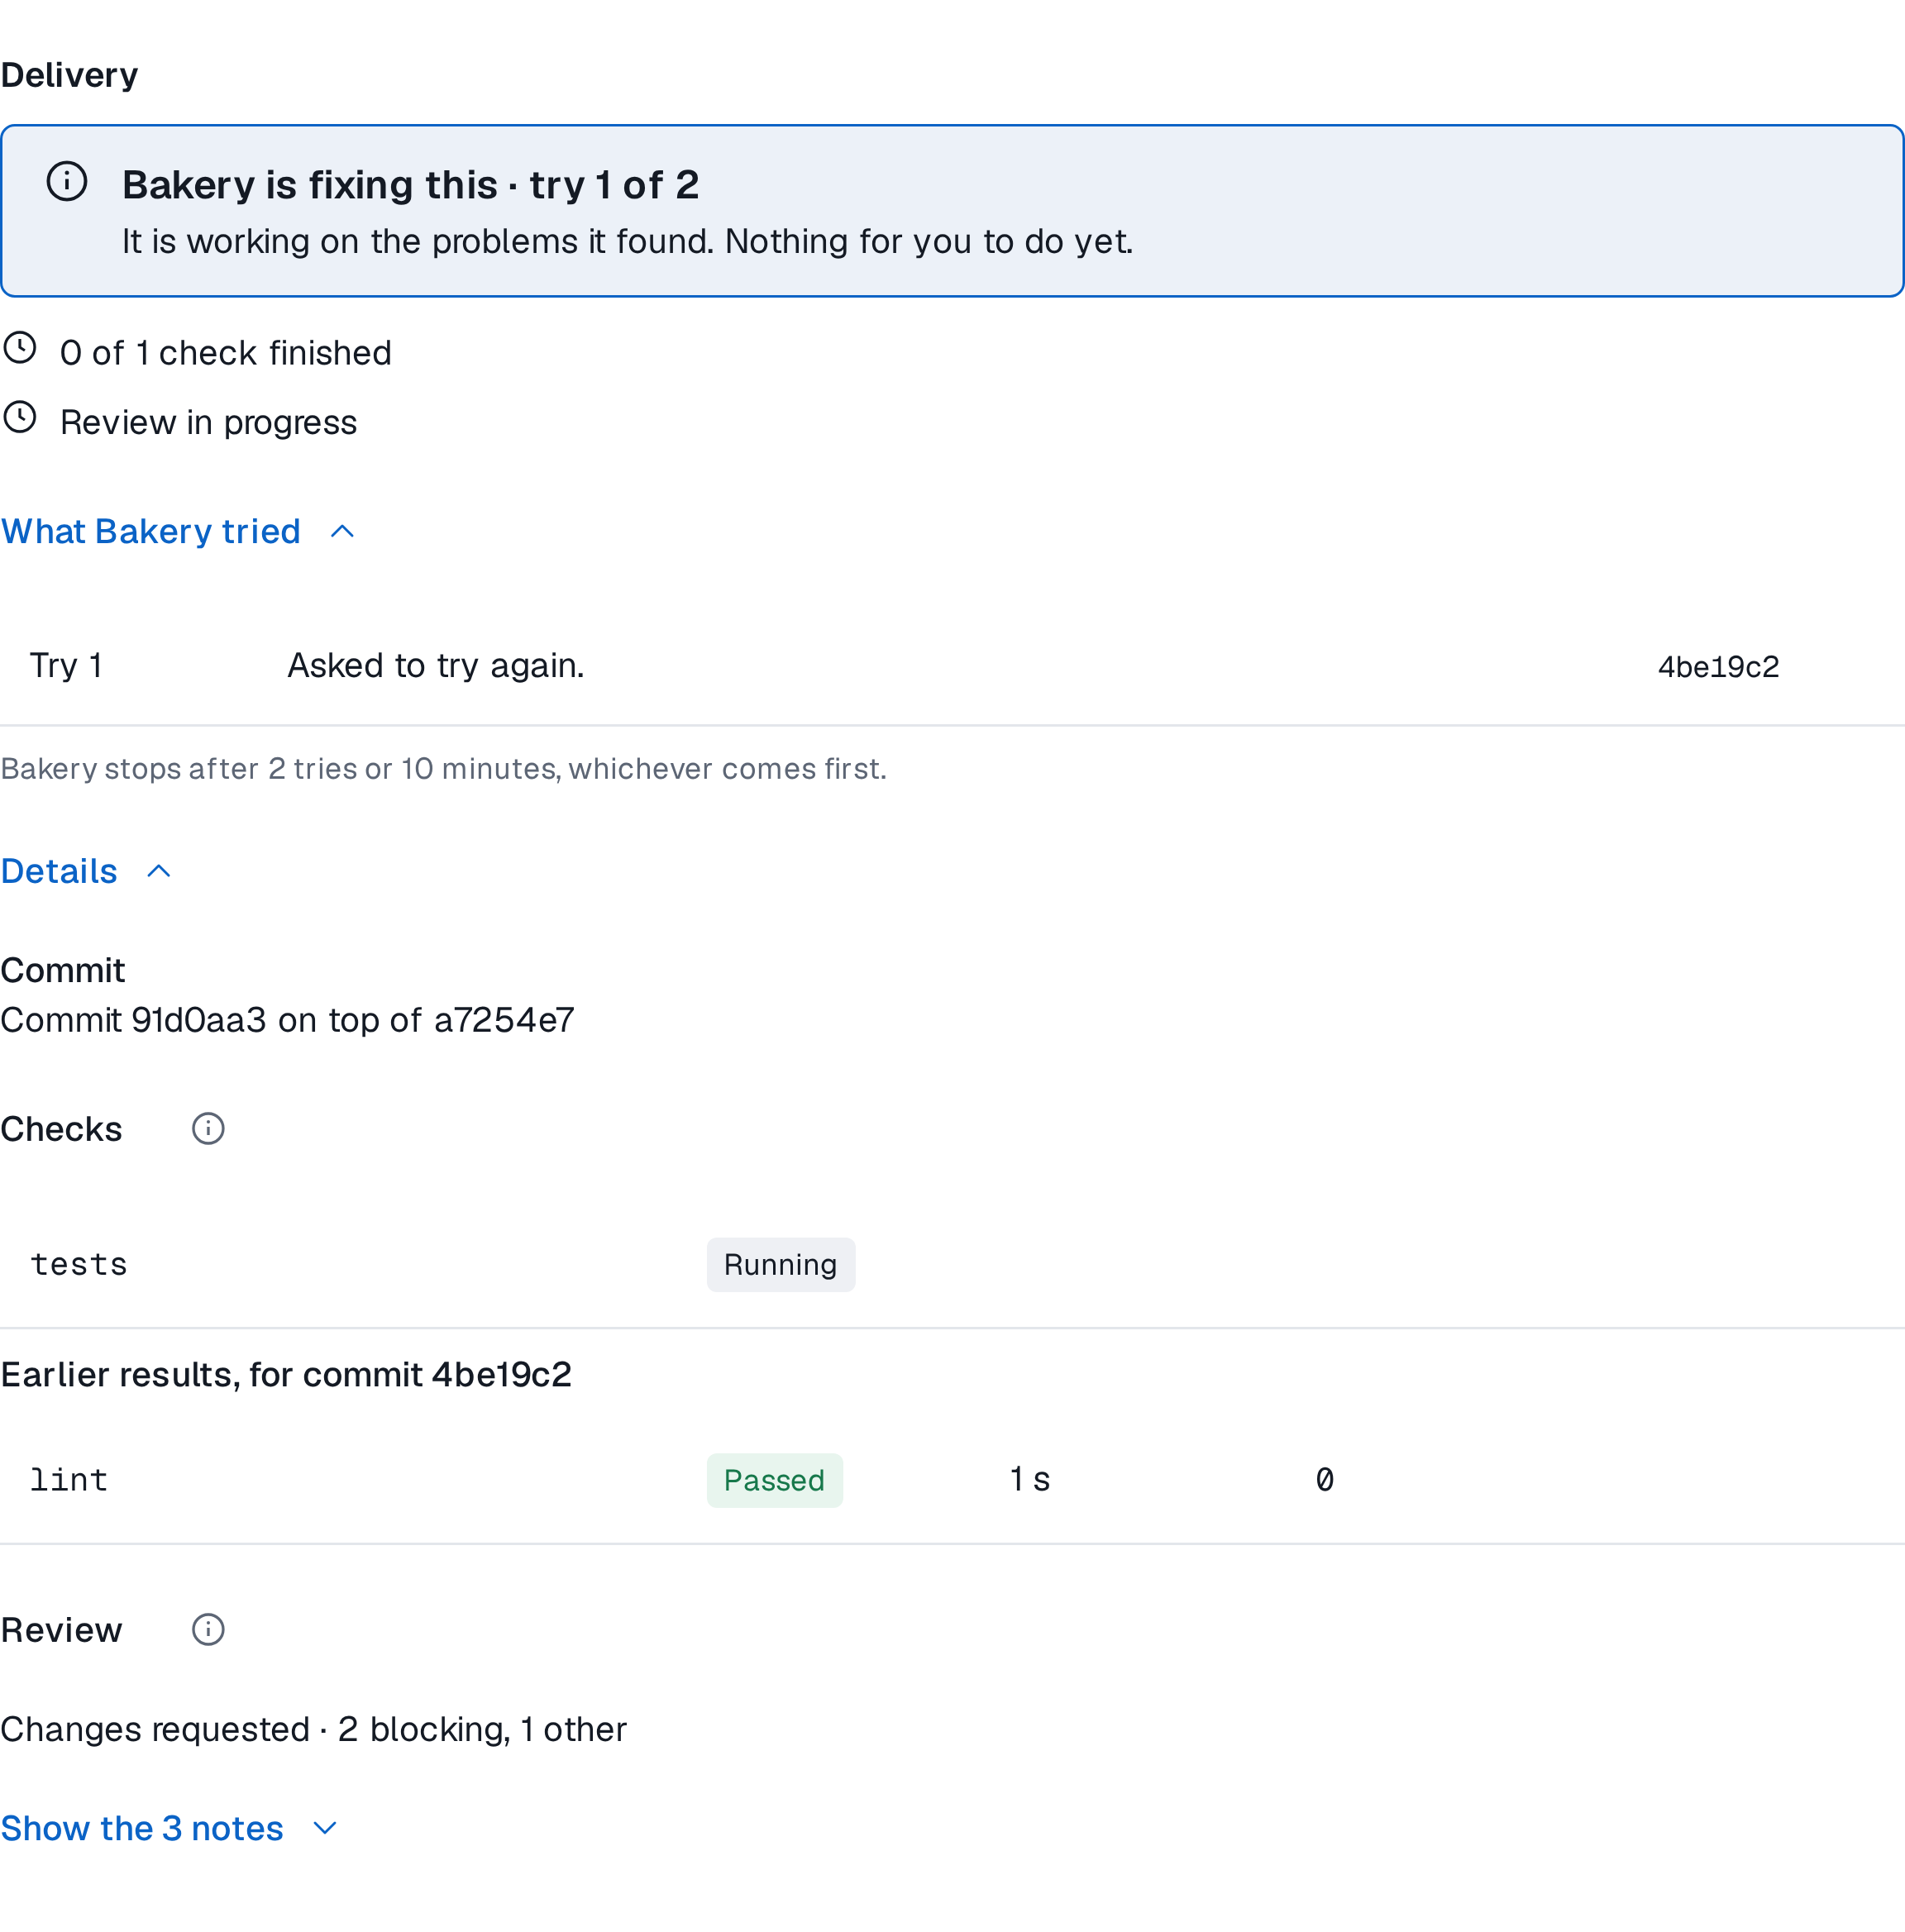 Delivery
Bakery is fixing this · try 1 of 2
It is working on the problems it found. Nothing for you to do yet.
0 of 1 check finished
Review in progress
What Bakery tried
Try 1 Asked to try again. 4be19c2
Bakery stops after 2 tries or 10 minutes, whichever comes first.
Details
Commit
Commit 91d0aa3 on top of a7254e7
Checks
tests Running
Earlier results, for commit 4be19c2
lint Passed 1 s 0
Review
Changes requested · 2 blocking, 1 other
Show the 3 notes